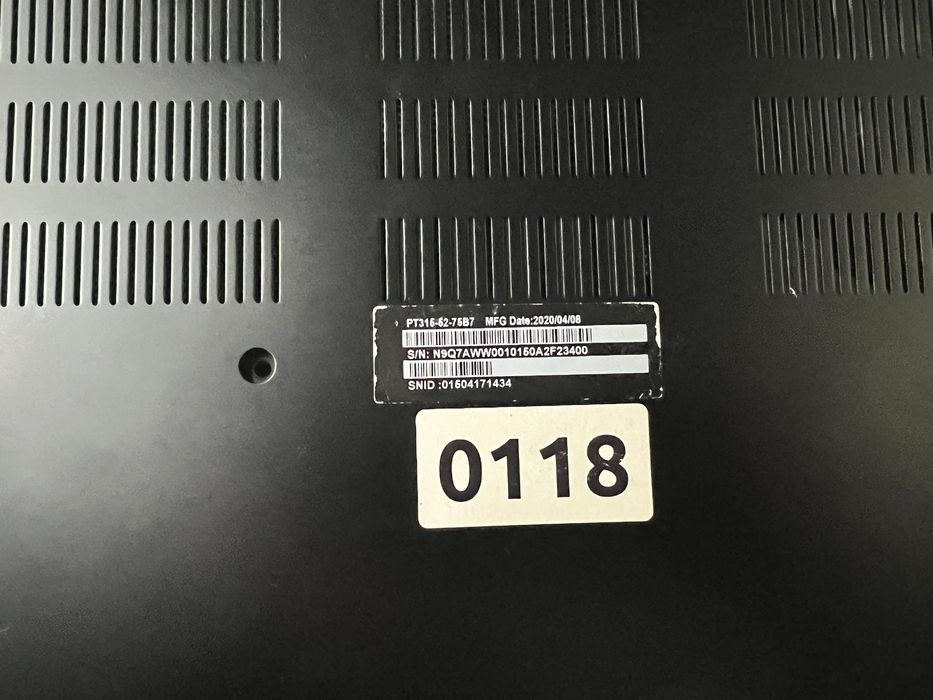 PT315-52-75B7 MFG Date:2020/04/08
S/N: N9Q7AWW0010150A2F23400
SNID :01504171434
0118